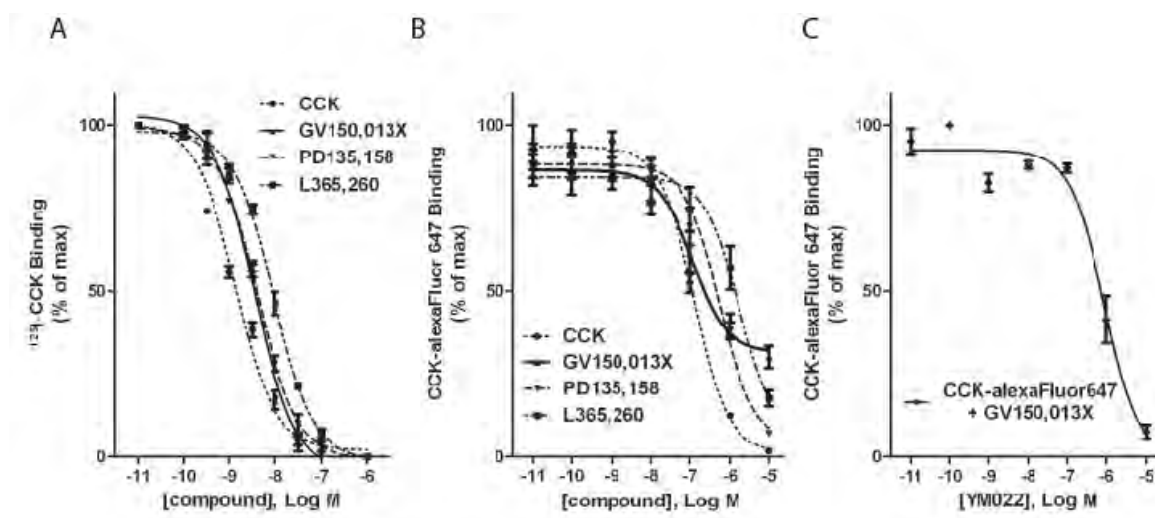 A
B
C
CCK
GV150,013X
PD135,158
L365,260
¹²⁵I-CCK Binding
(% of max)
100
50
0
-11 -10 -9 -8 -7 -6
[compound], Log M
CCK-alexaFluor 647 Binding
(% of max)
100
50
0
CCK
GV150,013X
PD135,158
L365,260
-11 -10 -9 -8 -7 -6 -5
[compound], Log M
CCK-alexaFluor 647 Binding
(% of max)
100
50
0
CCK-alexaFluor647
+ GV150,013X
-11 -10 -9 -8 -7 -6 -5
[YM022], Log M